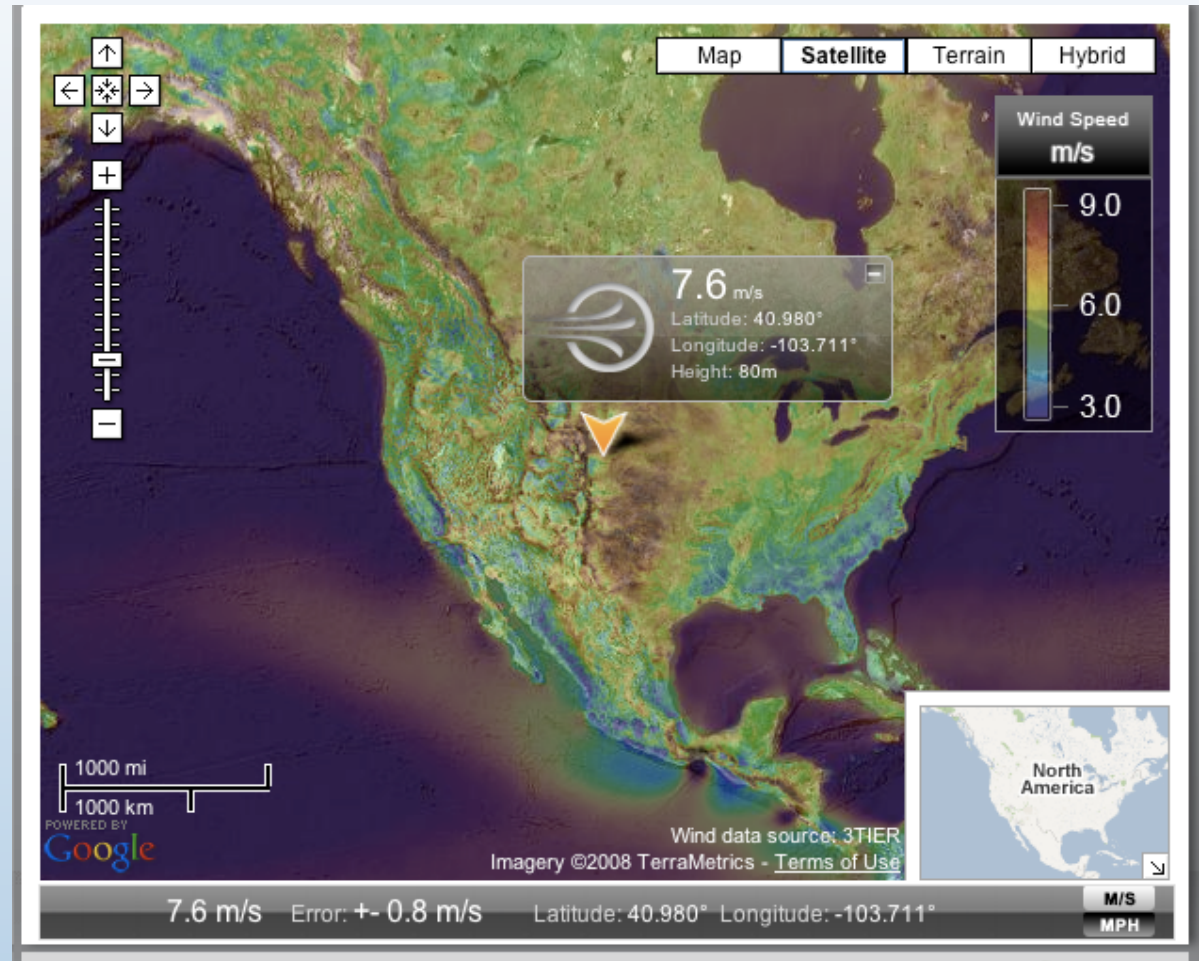 Map Satellite Terrain Hybrid
Wind Speed
m/s
9.0
6.0
3.0
7.6 m/s
Latitude: 40.980°
Longitude: -103.711°
Height: 80m
1000 mi
1000 km
POWERED BY
Google
Wind data source: 3TIER
Imagery ©2008 TerraMetrics - Terms of Use
North
America
7.6 m/s Error: +- 0.8 m/s Latitude: 40.980° Longitude: -103.711°
M/S
MPH